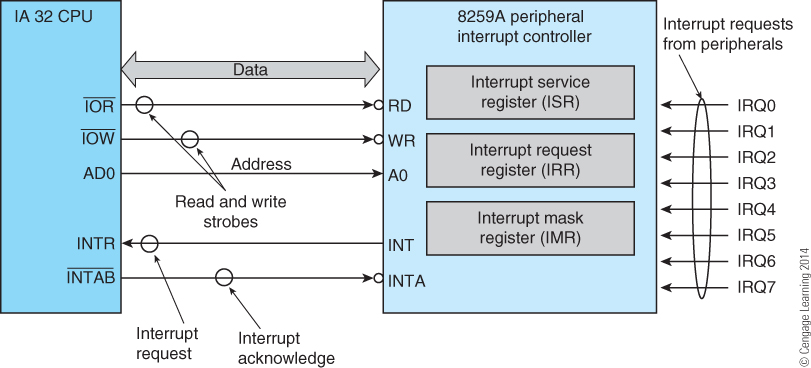 IA 32 CPU
8259A peripheral
interrupt controller
Interrupt requests
from peripherals
Data
Interrupt service
register (ISR)
IOR
RD
IRQ0
IOW
WR
IRQ1
Interrupt request
register (IRR)
IRQ2
Address
AD0
A0
IRQ3
Read and write
strobes
Interrupt mask
register (IMR)
IRQ4
INTR
INT
IRQ5
IRQ6
INTAB
INTA
IRQ7
Interrupt
request
Interrupt
acknowledge
© Cengage Learning 2014